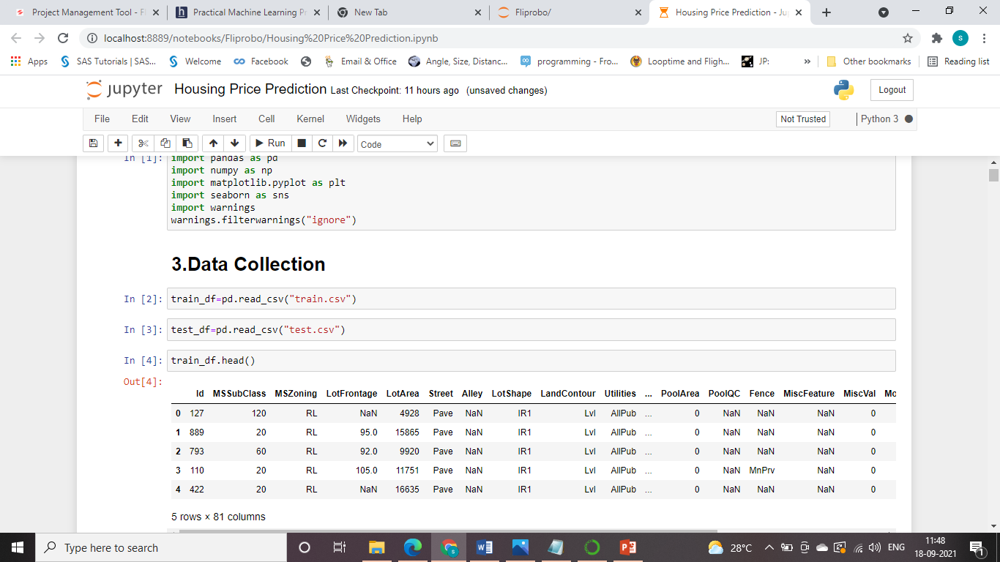 Project Management Tool - Fl
Practical Machine Learning Pr
New Tab
Fliprobo/
Housing Price Prediction - Ju
localhost:8889/notebooks/Fliprobo/Housing%20Price%20Prediction.ipynb
s
Apps
SAS Tutorials | SAS...
Welcome
Facebook
Email & Office
Angle, Size, Distanc...
programming - Fro...
Looptime and Fligh...
JP:
»
Other bookmarks
Reading list
jupyter Housing Price Prediction Last Checkpoint: 11 hours ago (unsaved changes)
Logout
File Edit View Insert Cell Kernel Widgets Help
Not Trusted
Python 3
Run
Code
In [1]: import pandas as pd
import numpy as np
import matplotlib.pyplot as plt
import seaborn as sns
import warnings
warnings.filterwarnings("ignore")
3.Data Collection
In [2]: train_df=pd.read_csv("train.csv")
In [3]: test_df=pd.read_csv("test.csv")
In [4]: train_df.head()
Out[4]:
Id MSSubClass MSZoning LotFrontage LotArea Street Alley LotShape LandContour Utilities ... PoolArea PoolQC Fence MiscFeature MiscVal Mo
0 127 120 RL NaN 4928 Pave NaN IR1 Lvl AllPub ... 0 NaN NaN NaN 0
1 889 20 RL 95.0 15865 Pave NaN IR1 Lvl AllPub ... 0 NaN NaN NaN 0
2 793 60 RL 92.0 9920 Pave NaN IR1 Lvl AllPub ... 0 NaN NaN NaN 0
3 110 20 RL 105.0 11751 Pave NaN IR1 Lvl AllPub ... 0 NaN MnPrv NaN 0
4 422 20 RL NaN 16635 Pave NaN IR1 Lvl AllPub ... 0 NaN NaN NaN 0
5 rows × 81 columns
Type here to search
28°C
ENG
11:48
18-09-2021
1